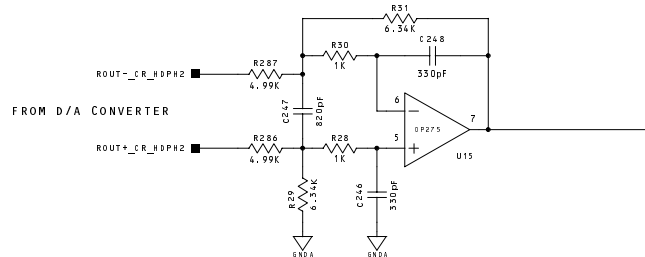 R31
6.34K
C248
R30
1K
330pF
R287
4.99K
ROUT-_CR_HDPH2
C247
820pF
6
7
FROM D/A CONVERTER
OP275
5
U15
R286
4.99K
ROUT+_CR_HDPH2
R28
1K
R29
6.34K
C246
330pF
GNDA
GNDA